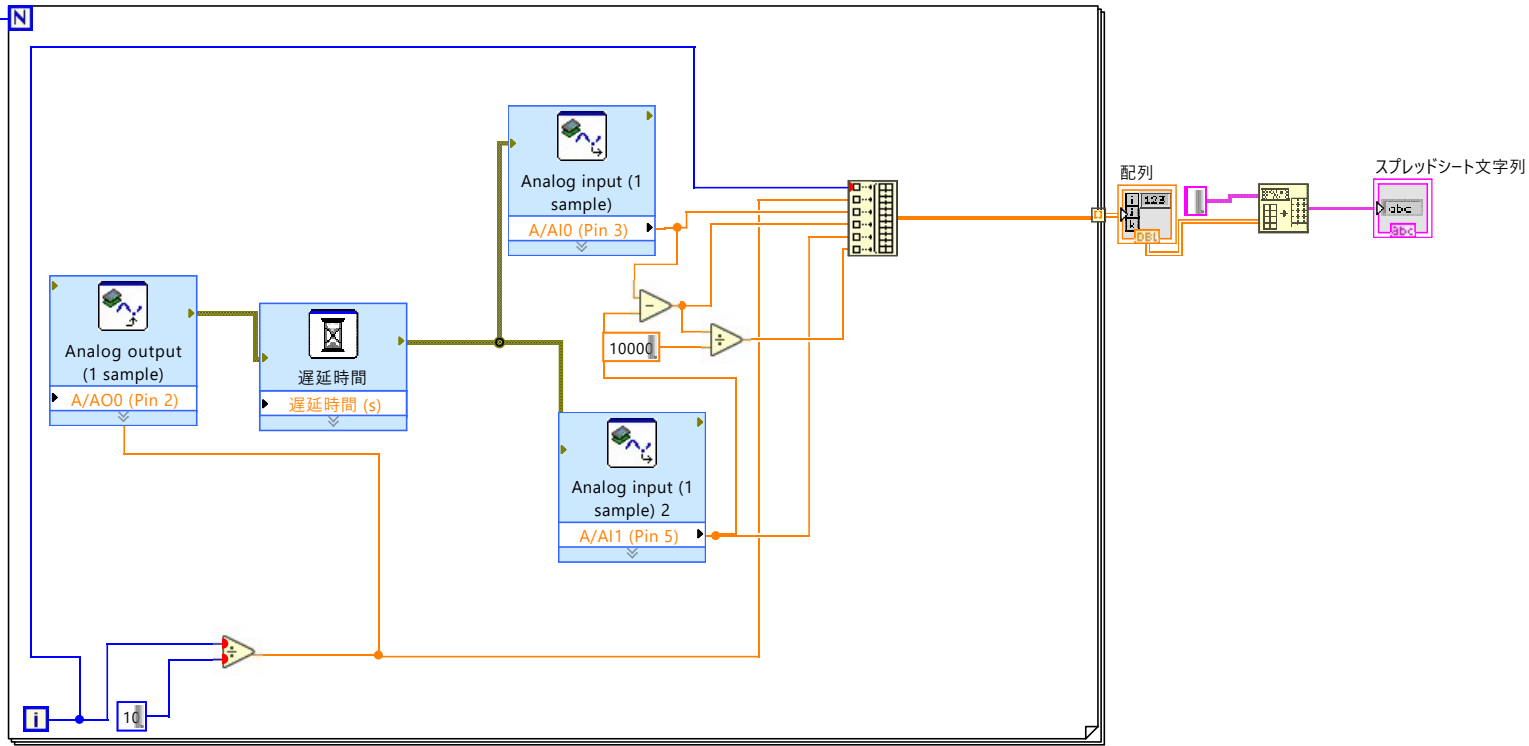 N
Analog input (1
sample)
A/AI0 (Pin 3)
配列
i
123
j
k
DBL
スプレッドシート文字列
abc
abc
Analog output
(1 sample)
A/AO0 (Pin 2)
遅延時間
遅延時間 (s)
−
÷
10000
Analog input (1
sample) 2
A/AI1 (Pin 5)
÷
i
10